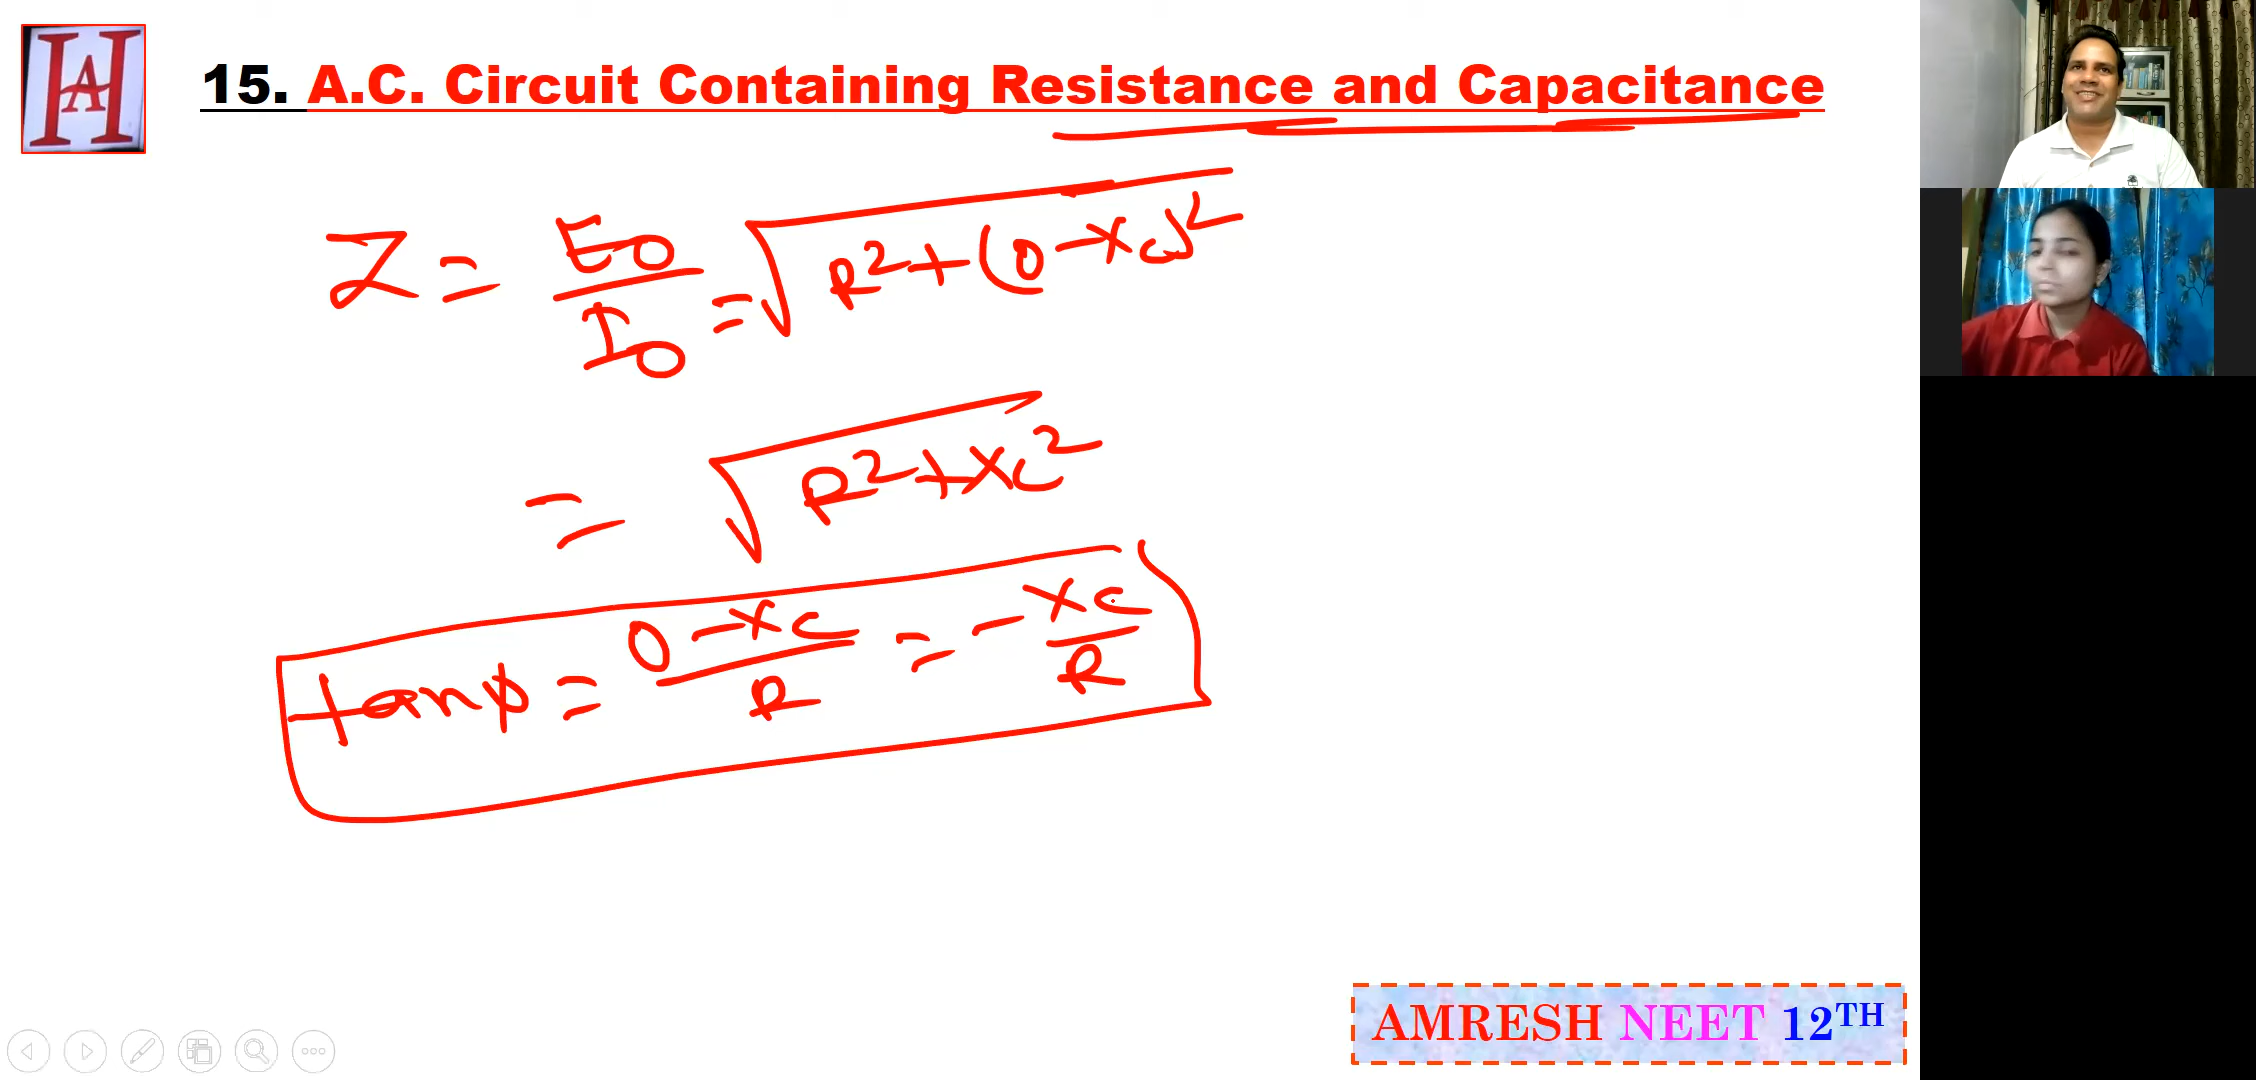 HA
15. A.C. Circuit Containing Resistance and Capacitance
Z = E₀/I₀ = √(R² + (0 - Xc)²)
= √(R² + Xc²)
tanφ = (0 - Xc)/R = -Xc/R
AMRESH NEET 12TH